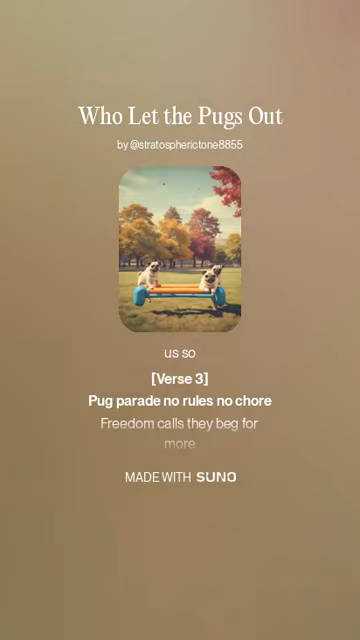 Who Let the Pugs Out
by @stratospherictone8855
us so
[Verse 3]
Pug parade no rules no chore
Freedom calls they beg for
more
MADE WITH SUNO